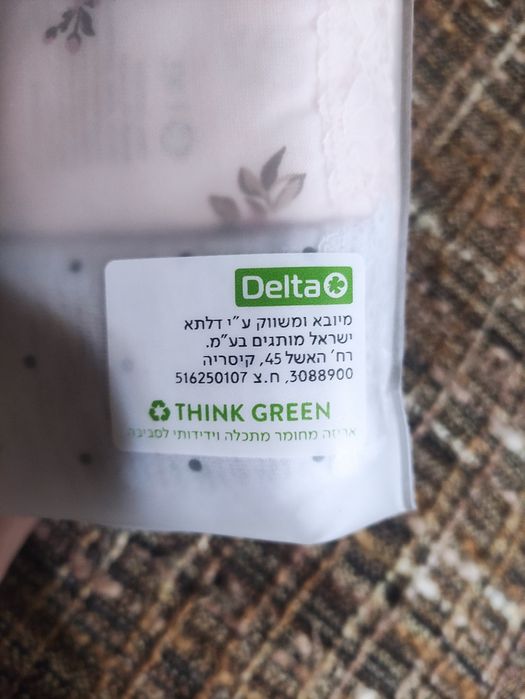 Delta
מיובא ומשווק ע"י דלתא
ישראל מותגים בע"מ.
רח' האשל 45, קיסריה
3088900, ח.צ 516250107
THINK GREEN
אריזה מחומר מתכלה וידידותי לסביבה